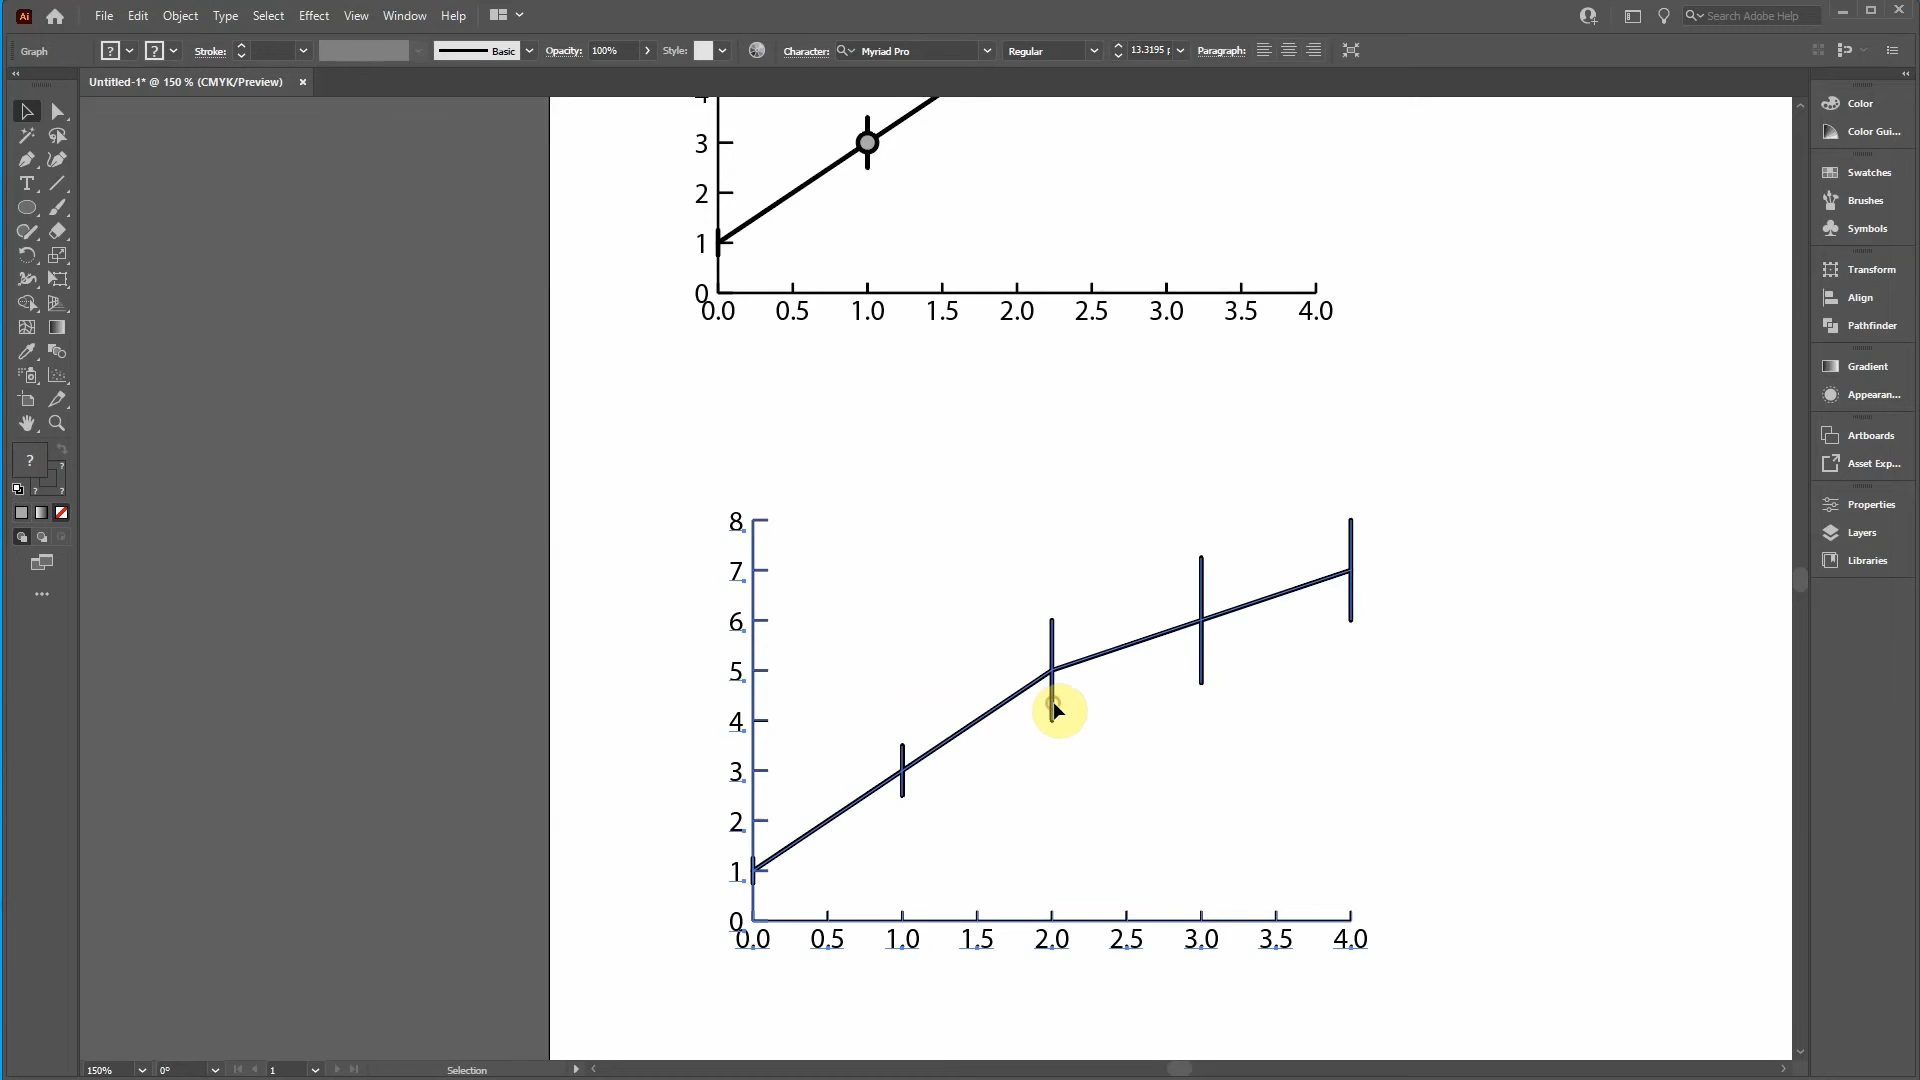 Ai File Edit Object Type Select Effect View Window Help Search Adobe Help
Graph ? ? Stroke: Basic Opacity: 100% Style: Character: Myriad Pro Regular 13.3195 p Paragraph:
Untitled-1* @ 150 % (CMYK/Preview) ×
Color
Color Gui...
Swatches
Brushes
Symbols
Transform
Align
Pathfinder
Gradient
Appearan...
Artboards
Asset Exp...
Properties
Layers
Libraries
?
?
? ?
3
2
1
0
0.0 0.5 1.0 1.5 2.0 2.5 3.0 3.5 4.0
8
7
6
5
4
3
2
1
0
0.0 0.5 1.0 1.5 2.0 2.5 3.0 3.5 4.0
150% 0° 1 Selection